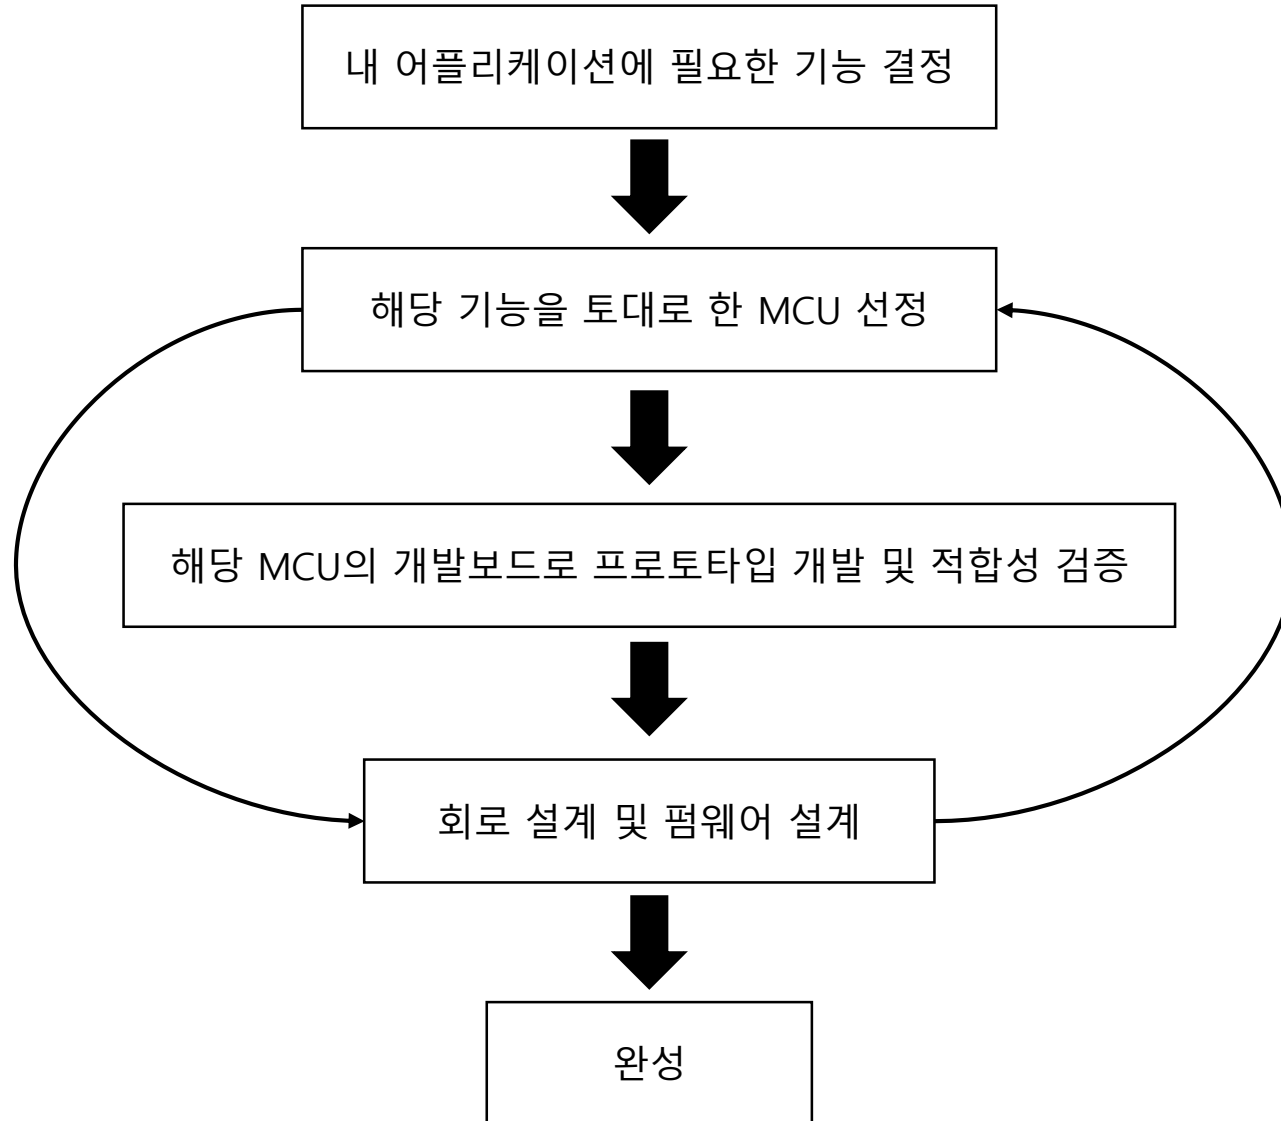 내 어플리케이션에 필요한 기능 결정
해당 기능을 토대로 한 MCU 선정
해당 MCU의 개발보드로 프로토타입 개발 및 적합성 검증
회로 설계 및 펌웨어 설계
완성